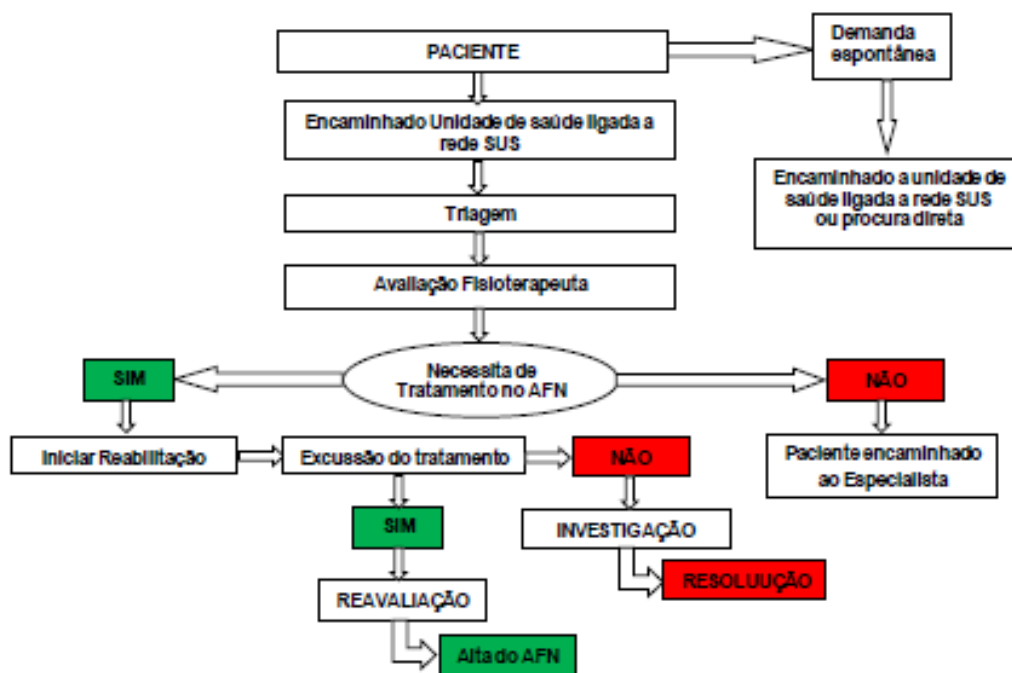 PACIENTE
Demanda
espontânea
Encaminhado Unidade de saúde ligada a
rede SUS
Encaminhado a unidade de
saúde ligada a rede SUS
ou procura direta
Triagem
Avaliação Fisioterapeuta
Necessita de
Tratamento no AFN
SIM
NÃO
Iniciar Reabilitação
Excussão do tratamento
NÃO
Paciente encaminhado
ao Especialista
SIM
INVESTIGAÇÃO
REAVALIAÇÃO
RESOLUUÇÃO
Alta do AFN